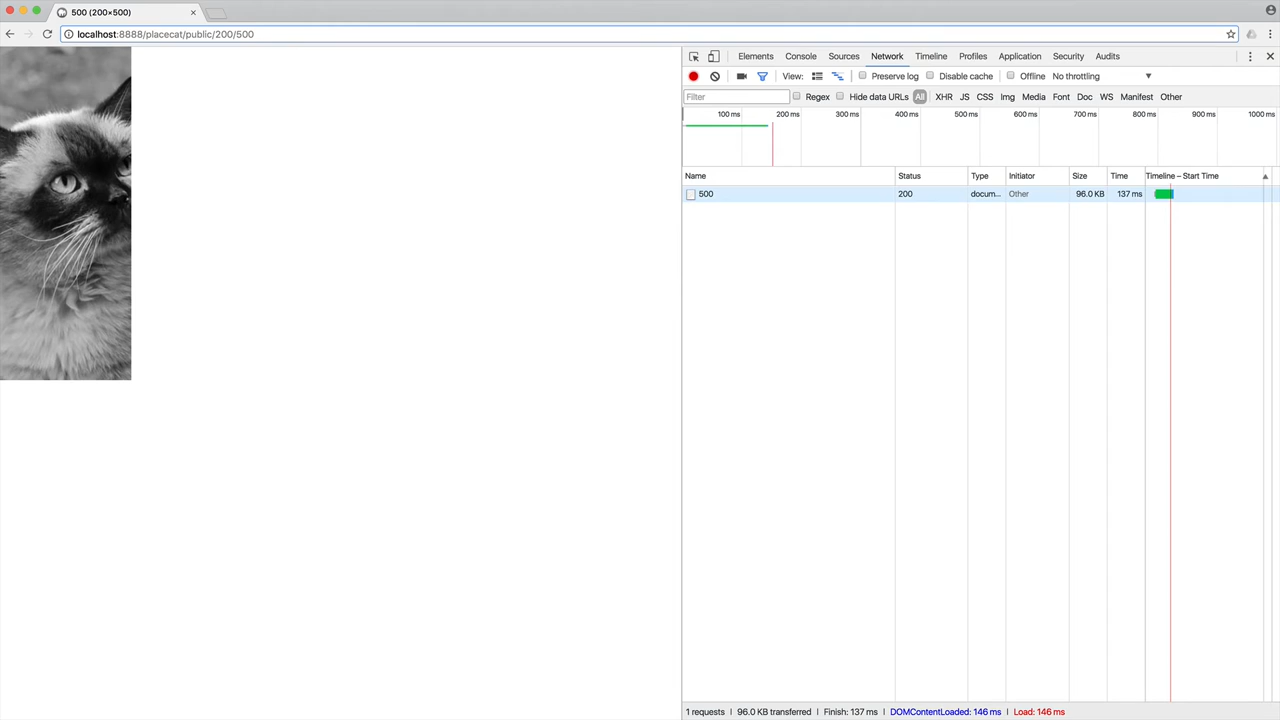 500 (200×500)
localhost:8888/placecat/public/200/500
Elements Console Sources Network Timeline Profiles Application Security Audits
View: Preserve log Disable cache Offline No throttling
Filter Regex Hide data URLs All XHR JS CSS Img Media Font Doc WS Manifest Other
100 ms 200 ms 300 ms 400 ms 500 ms 600 ms 700 ms 800 ms 900 ms 1000 ms
Name Status Type Initiator Size Time Timeline – Start Time
500 200 docum... Other 96.0 KB 137 ms
1 requests | 96.0 KB transferred | Finish: 137 ms | DOMContentLoaded: 146 ms | Load: 146 ms